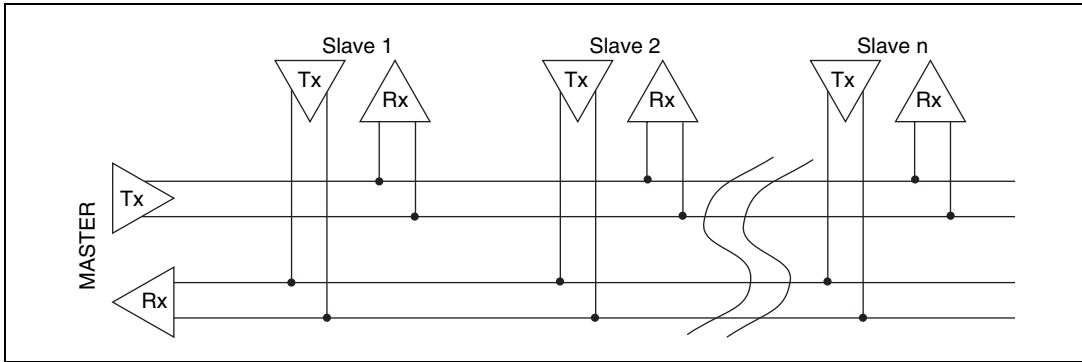 Slave 1
Slave 2
Slave n
Tx
Rx
Tx
Rx
Tx
Rx
Tx
MASTER
Rx